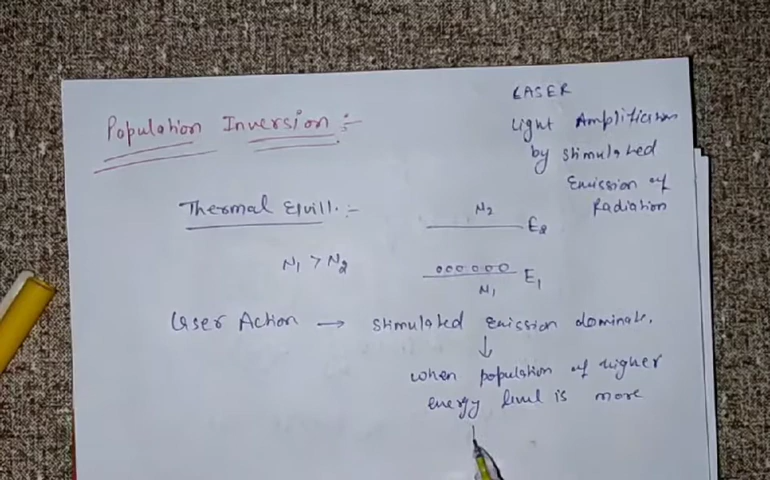 Population Inversion :-
LASER
Light Amplification
by stimulated
Emission of
Radiation
Thermal Equill. :-
N2
E2
N1 > N2
E1
N1
Laser Action → stimulated emission dominate.
↓
when population of higher
energy level is more